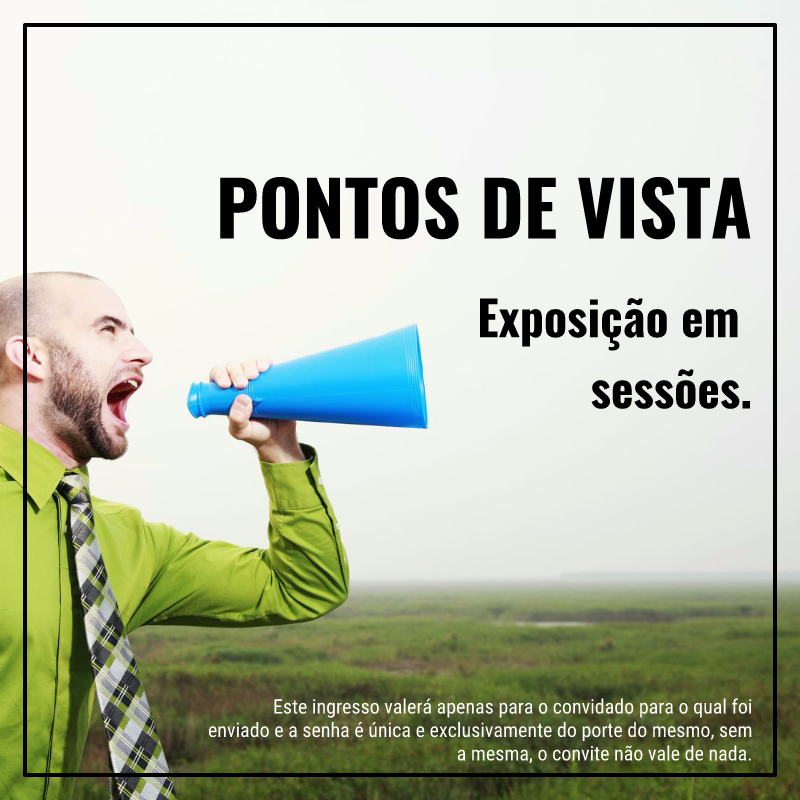 PONTOS DE VISTA
Exposição em
sessões.
Este ingresso valerá apenas para o convidado para o qual foi
enviado e a senha é única e exclusivamente do porte do mesmo, sem
a mesma, o convite não vale de nada.